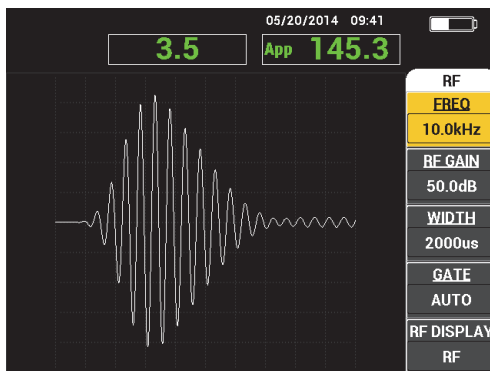 05/20/2014 09:41
3.5
App 145.3
RF
FREQ
10.0kHz
RF GAIN
50.0dB
WIDTH
2000us
GATE
AUTO
RF DISPLAY
RF